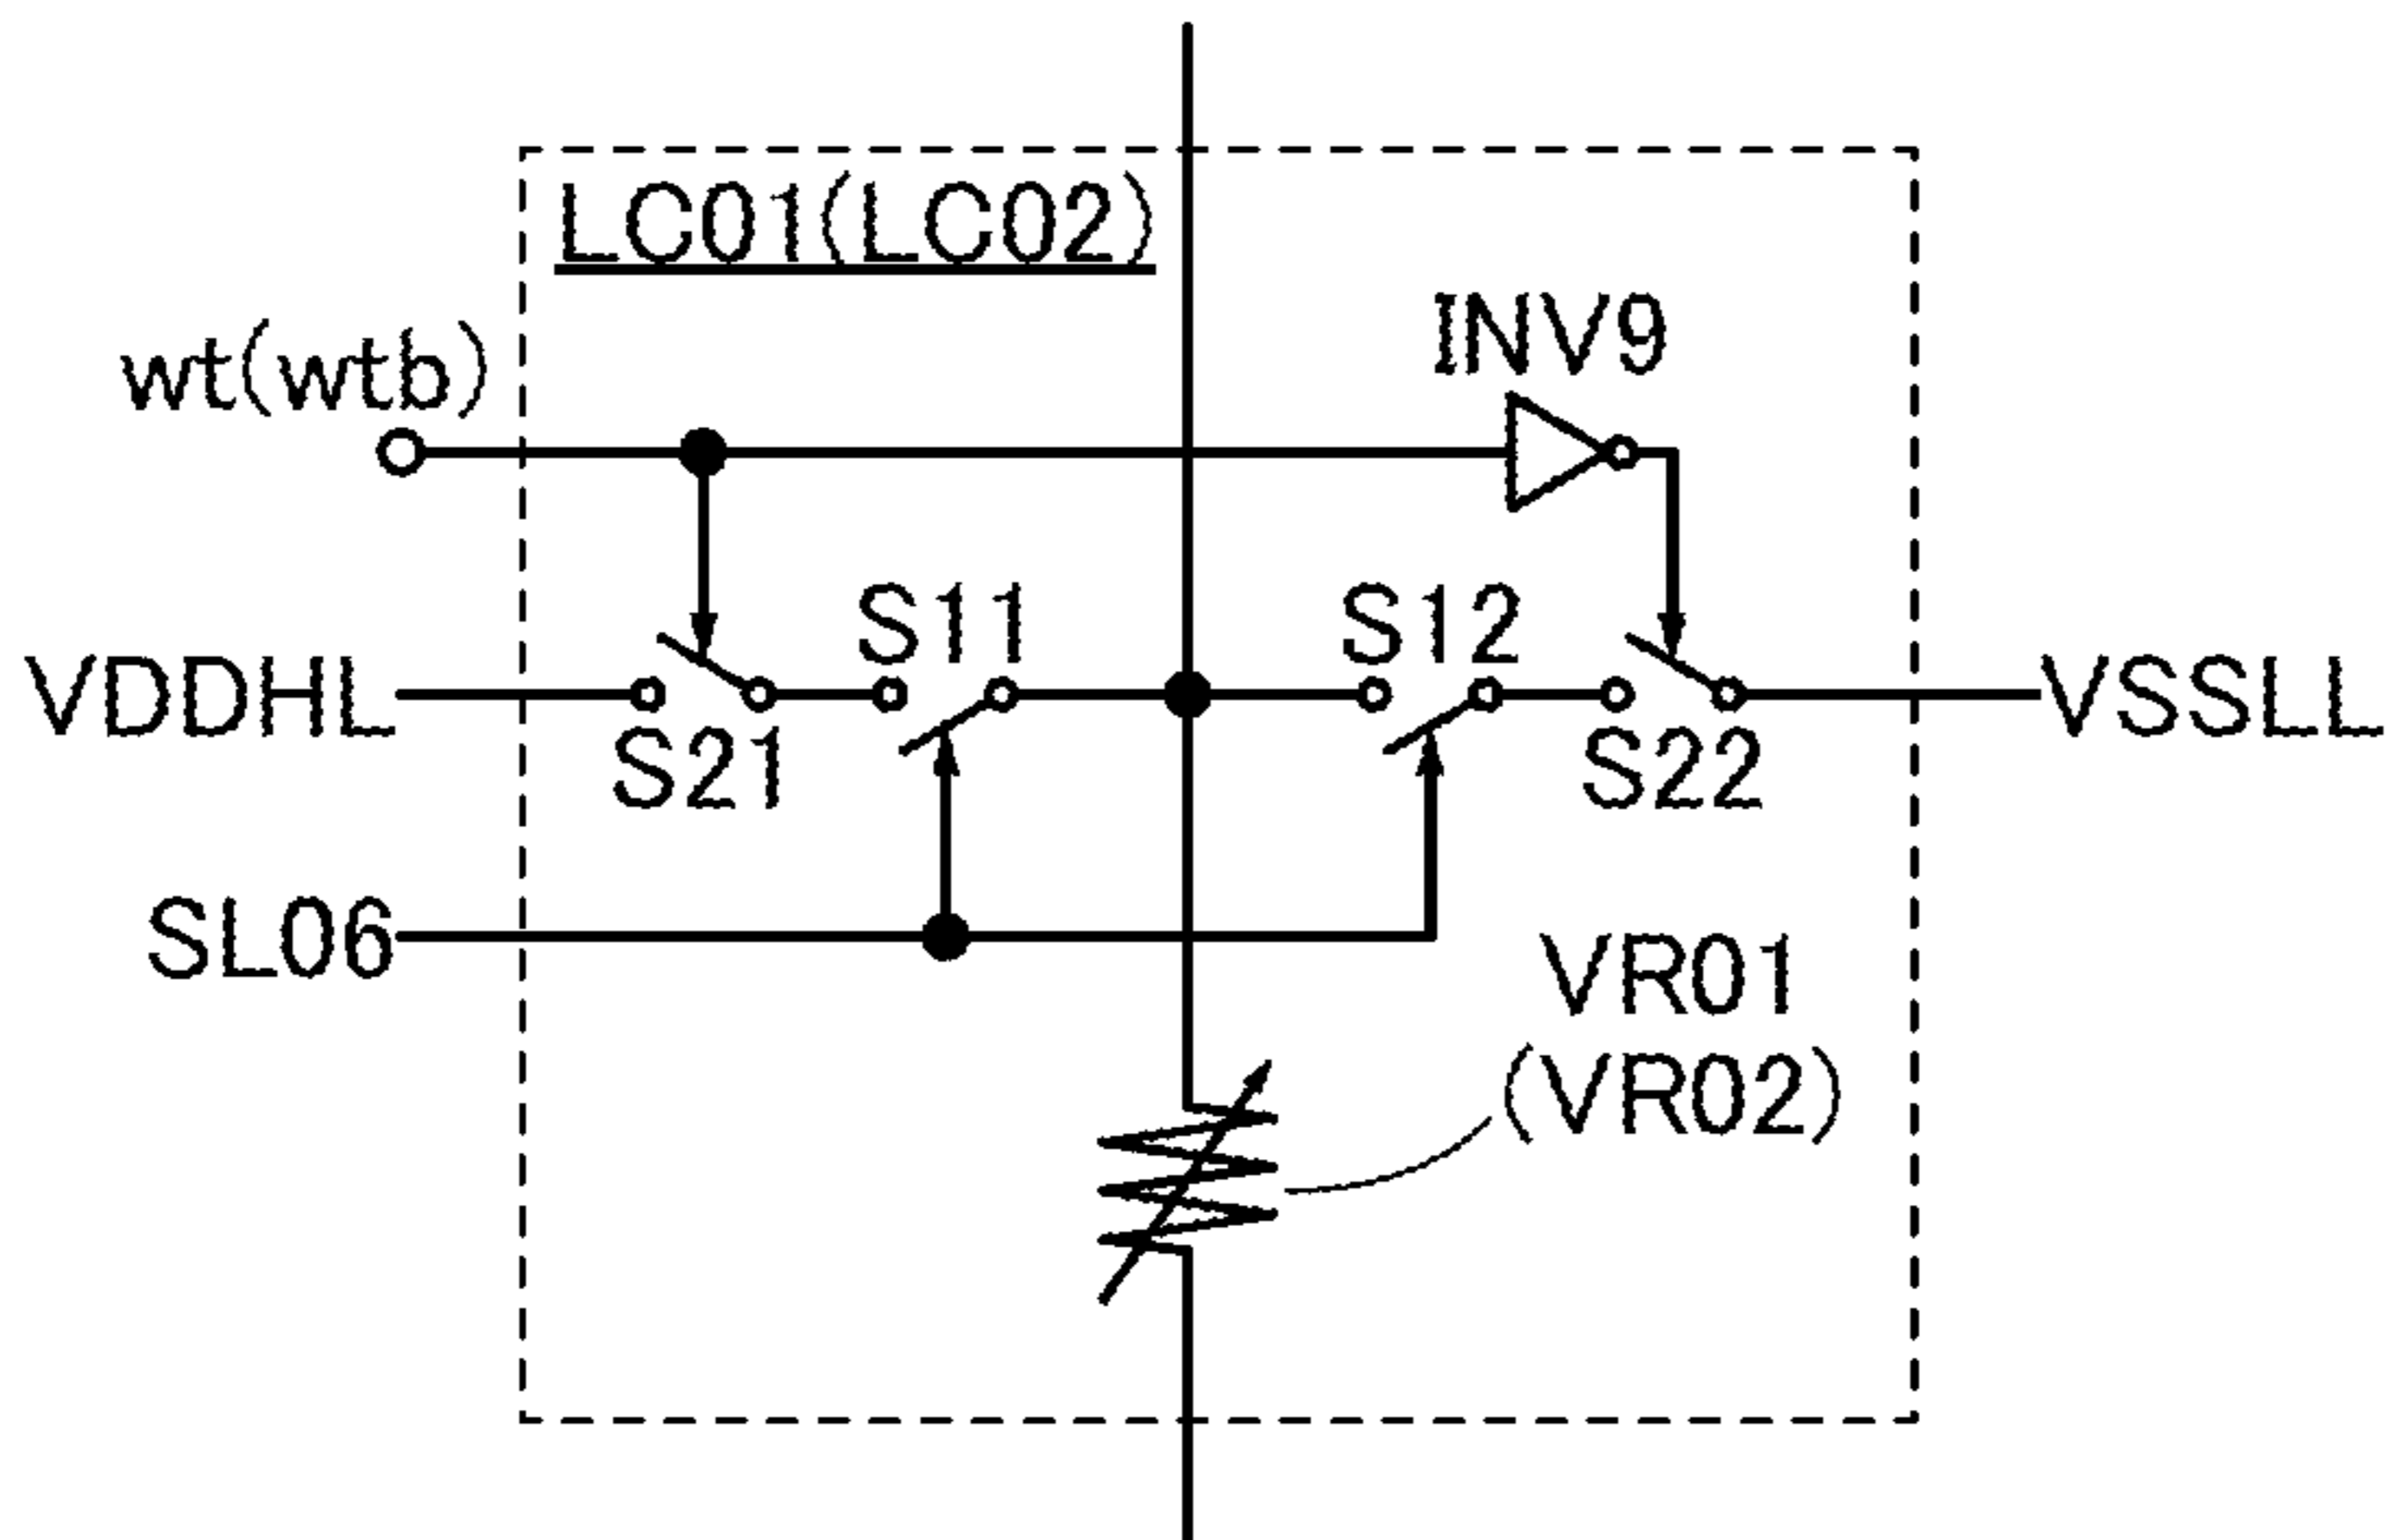 LC01(LC02)
INV9
wt(wtb)
S11
S12
VDDHL
VSSLL
S21
S22
SL06
VR01
(VR02)